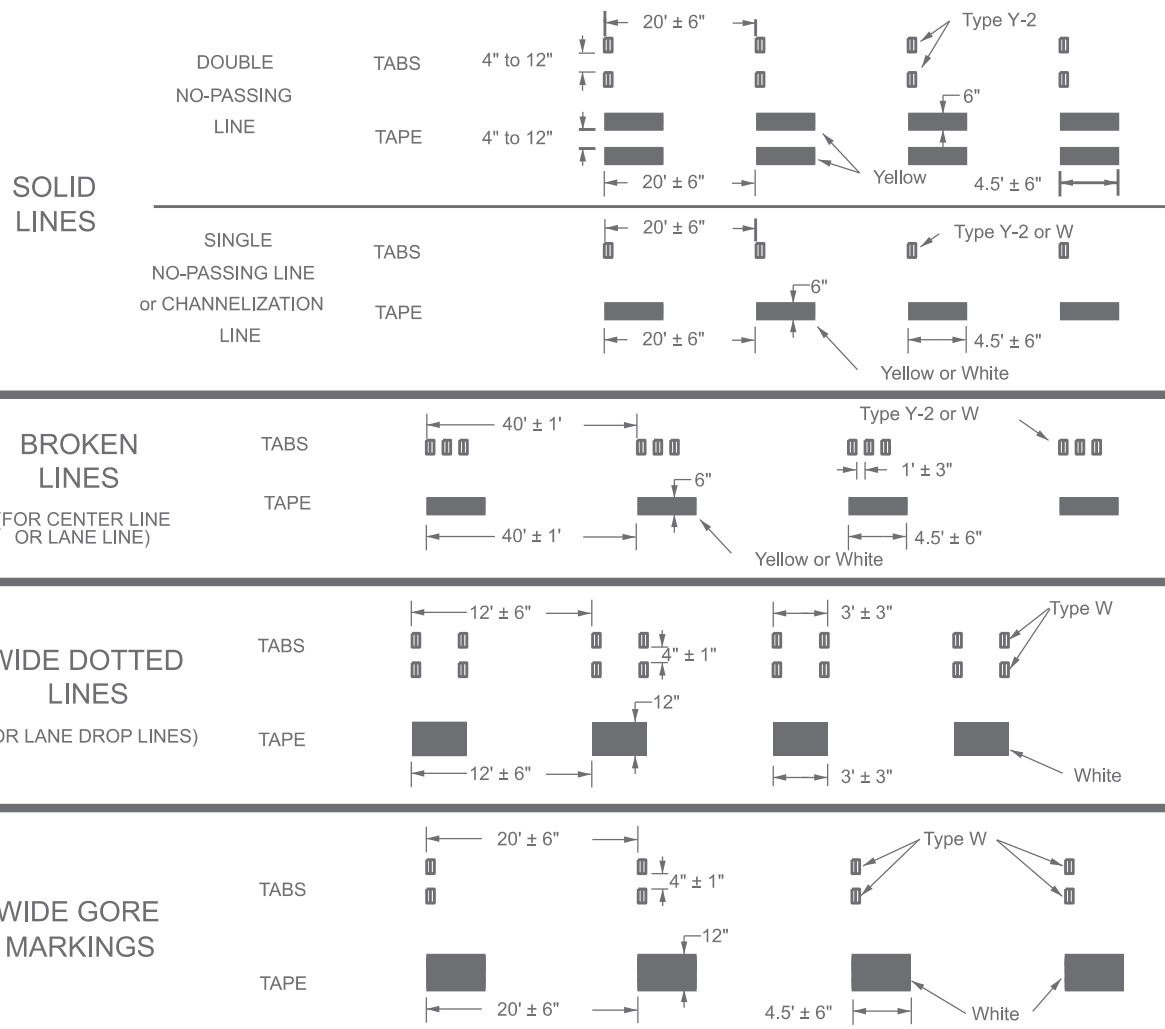 SOLID
LINES
DOUBLE
NO-PASSING
LINE
TABS
4" to 12"
20' ± 6"
Type Y-2
TAPE
4" to 12"
6"
20' ± 6"
Yellow
4.5' ± 6"
SINGLE
NO-PASSING LINE
or CHANNELIZATION
LINE
TABS
20' ± 6"
Type Y-2 or W
TAPE
6"
20' ± 6"
4.5' ± 6"
Yellow or White
BROKEN
LINES
(FOR CENTER LINE
OR LANE LINE)
TABS
40' ± 1'
Type Y-2 or W
1' ± 3"
TAPE
6"
40' ± 1'
4.5' ± 6"
Yellow or White
WIDE DOTTED
LINES
OR LANE DROP LINES)
TABS
12' ± 6"
3' ± 3"
Type W
4" ± 1"
TAPE
12"
12' ± 6"
3' ± 3"
White
WIDE GORE
MARKINGS
TABS
20' ± 6"
Type W
4" ± 1"
TAPE
12"
20' ± 6"
4.5' ± 6"
White